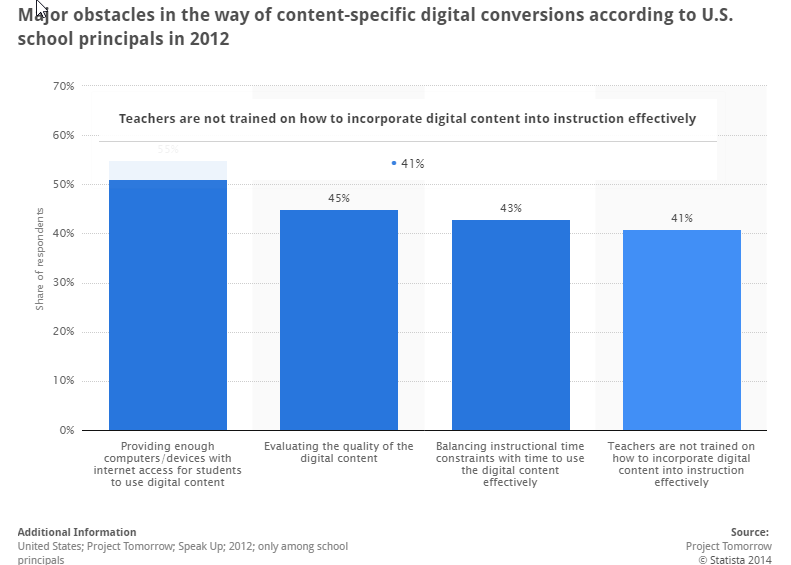 Major obstacles in the way of content-specific digital conversions according to U.S.
school principals in 2012
70%
Teachers are not trained on how to incorporate digital content into instruction effectively
60%
55%
41%
50%
45%
43%
41%
40%
Share of respondents
30%
20%
10%
0%
Providing enough
computers/devices with
internet access for students
to use digital content
Evaluating the quality of the
digital content
Balancing instructional time
constraints with time to use
the digital content
effectively
Teachers are not trained on
how to incorporate digital
content into instruction
effectively
Additional Information
United States; Project Tomorrow; Speak Up; 2012; only among school
principals
Source:
Project Tomorrow
© Statista 2014